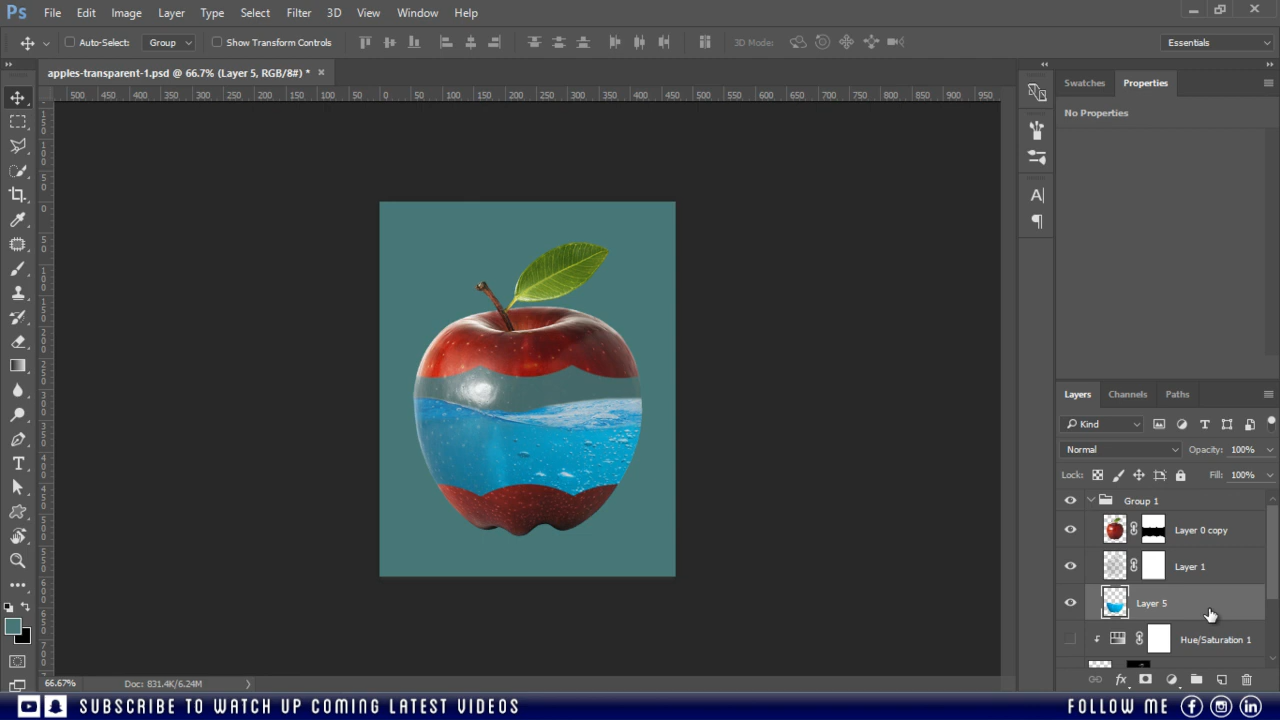 Ps File Edit Image Layer Type Select Filter 3D View Window Help
Auto-Select: Group Show Transform Controls 3D Mode: Essentials
apples-transparent-1.psd @ 66.7% (Layer 5, RGB/8#) * ×
500 450 400 350 300 250 200 150 100 50 0 50 100 150 200 250 300 350 400 450 500 550 600 650 700 750 800 850 900 950
Swatches Properties
No Properties
Layers Channels Paths
Kind
Normal Opacity: 100%
Lock: Fill: 100%
Group 1
Layer 0 copy
Layer 1
Layer 5
Hue/Saturation 1
66.67% Doc: 831.4K/6.24M
SUBSCRIBE TO WATCH UP COMING LATEST VIDEOS FOLLOW ME